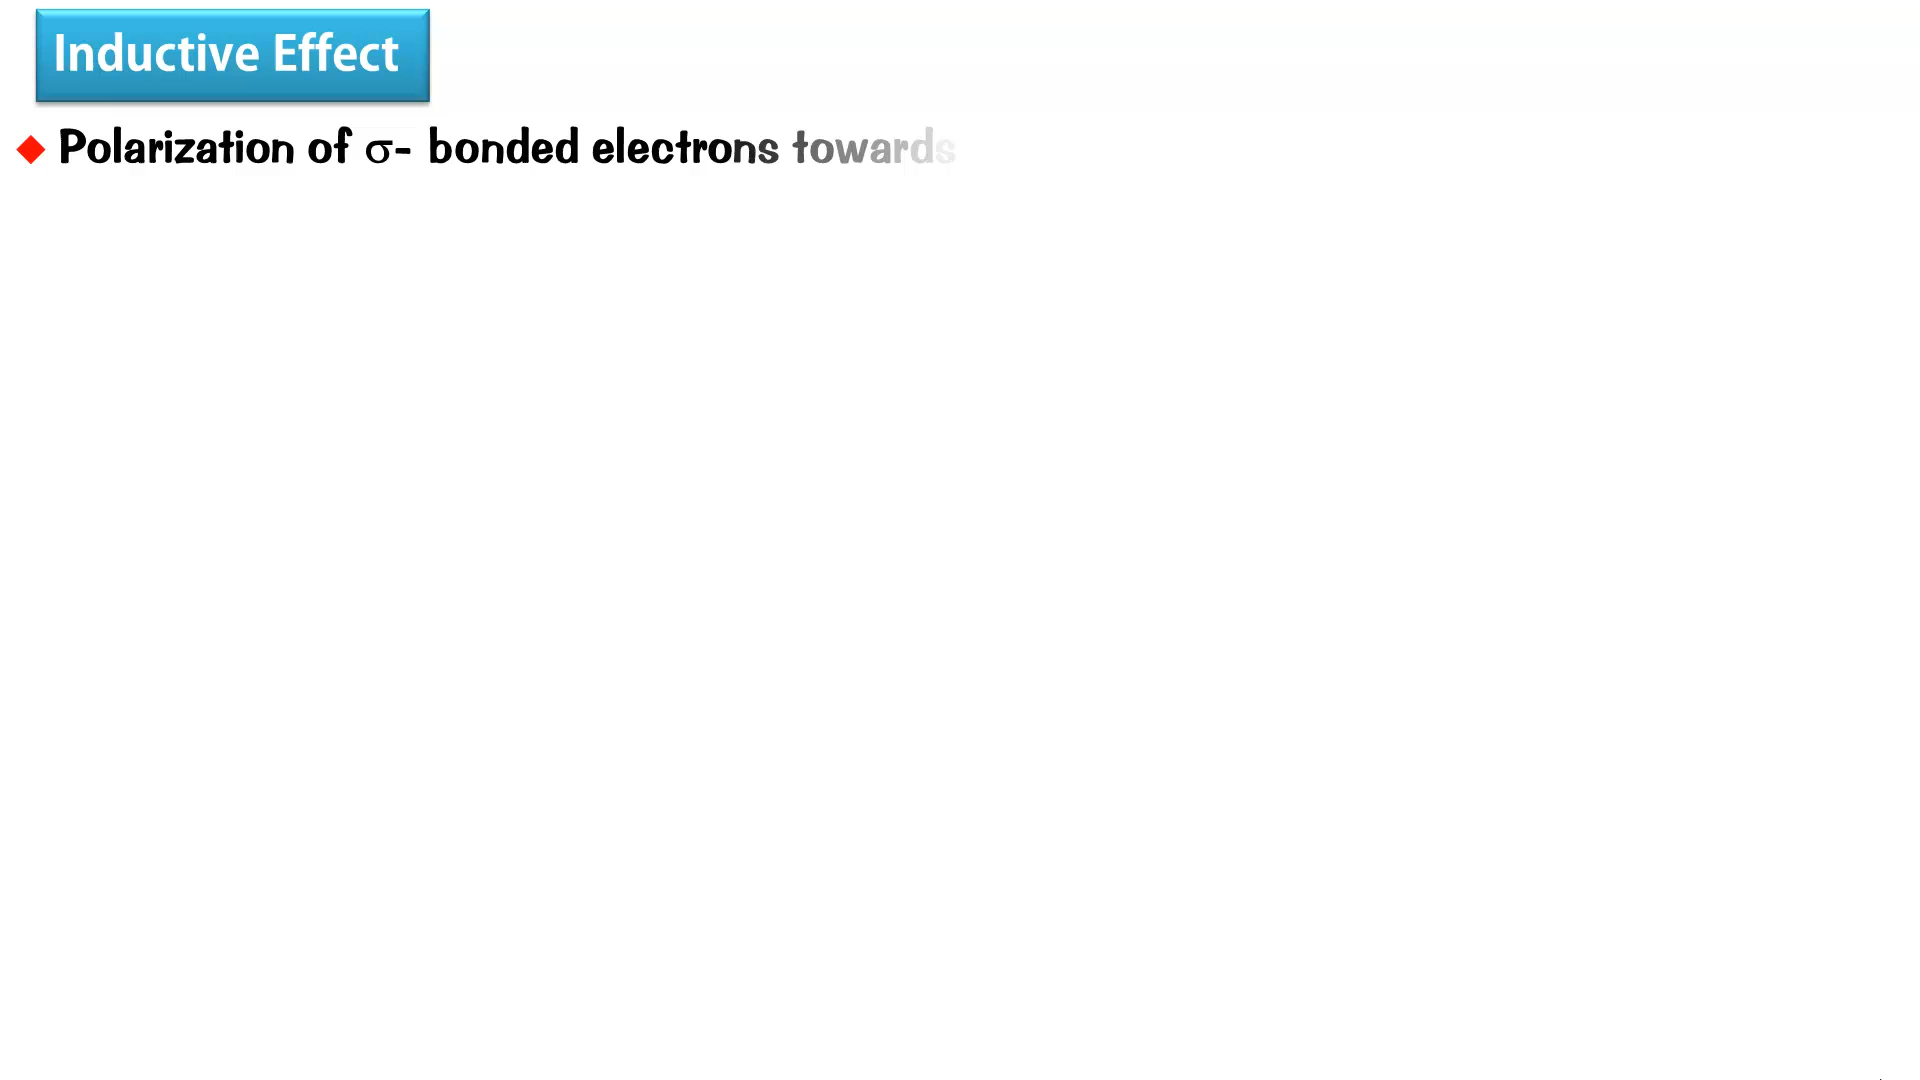 Inductive Effect
Polarization of σ- bonded electrons towards